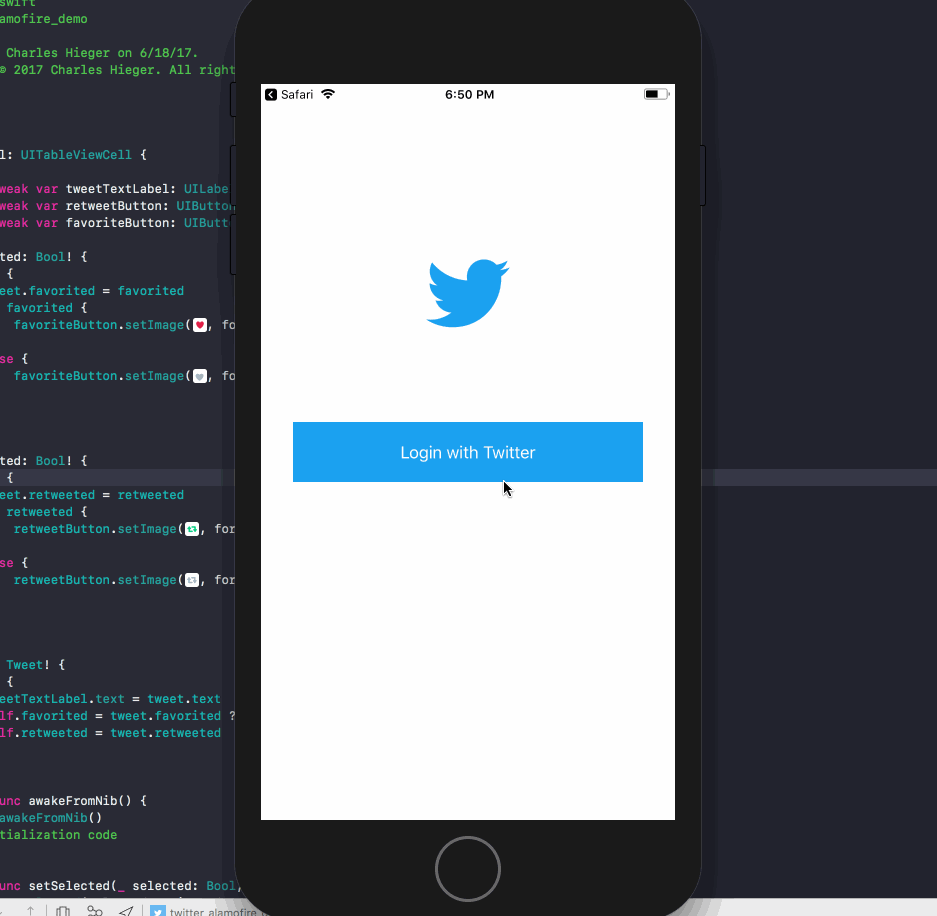 swift
amofire_demo
Charles Hieger on 6/18/17.
© 2017 Charles Hieger. All right
Safari
6:50 PM
l: UITableViewCell {
weak var tweetTextLabel: UILabe
weak var retweetButton: UIButton
weak var favoriteButton: UIButt
ted: Bool! {
{
eet.favorited = favorited
favorited {
favoriteButton.setImage( , fo
se {
favoriteButton.setImage( , fo
Login with Twitter
ted: Bool! {
{
eet.retweeted = retweeted
retweeted {
retweetButton.setImage( , for
se {
retweetButton.setImage( , for
Tweet! {
{
eetTextLabel.text = tweet.text
lf.favorited = tweet.favorited ?
lf.retweeted = tweet.retweeted
unc awakeFromNib() {
awakeFromNib()
tialization code
unc setSelected(_ selected: Bool,
twitter_alamofire